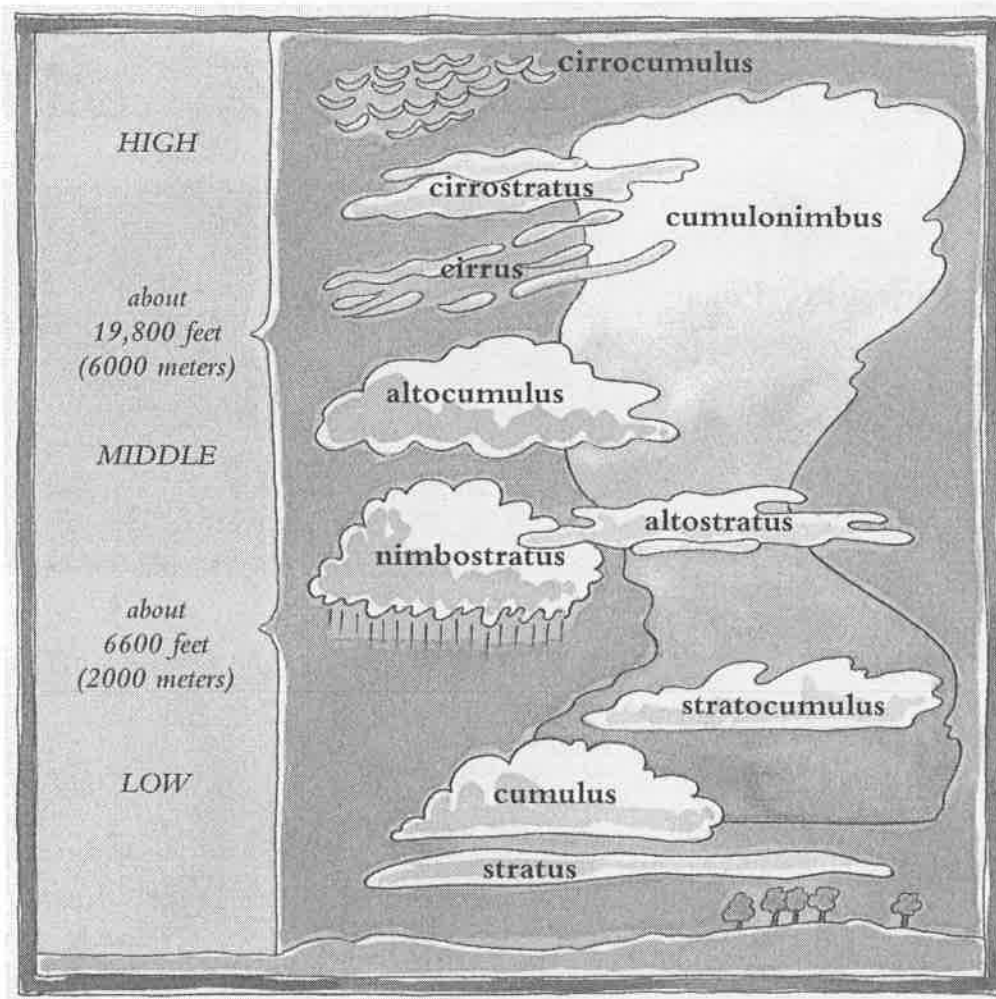 cirrocumulus
HIGH
cirrostratus
cumulonimbus
cirrus
about
19,800 feet
(6000 meters)
altocumulus
MIDDLE
altostratus
nimbostratus
about
6600 feet
(2000 meters)
stratocumulus
LOW
cumulus
stratus